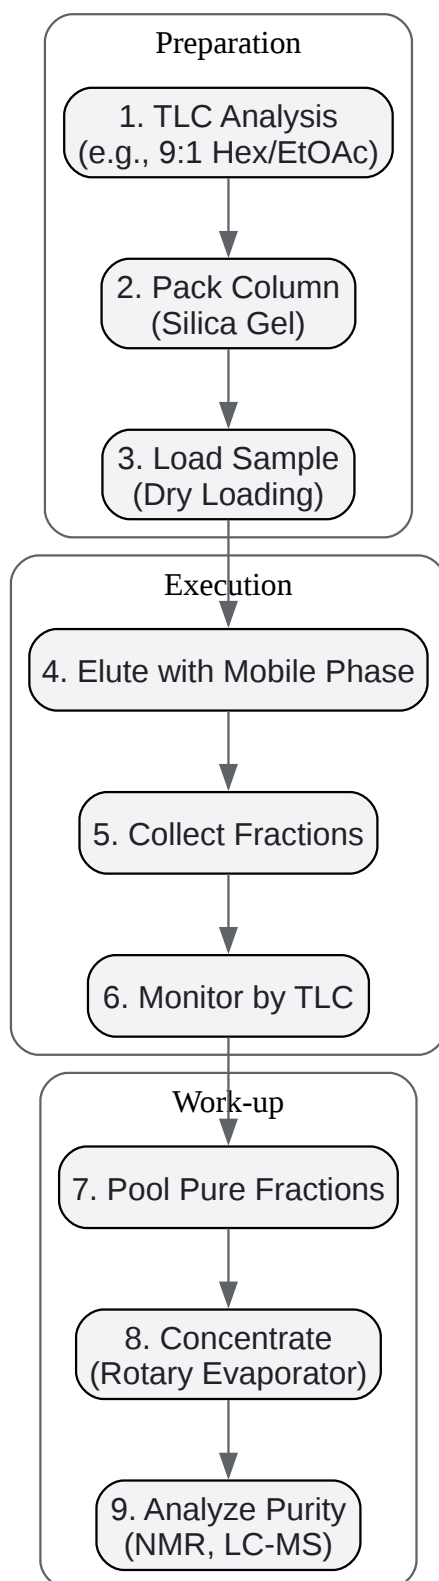 Preparation
1. TLC Analysis
(e.g., 9:1 Hex/EtOAc)
2. Pack Column
(Silica Gel)
3. Load Sample
(Dry Loading)
Execution
4. Elute with Mobile Phase
5. Collect Fractions
6. Monitor by TLC
Work-up
7. Pool Pure Fractions
8. Concentrate
(Rotary Evaporator)
9. Analyze Purity
(NMR, LC-MS)